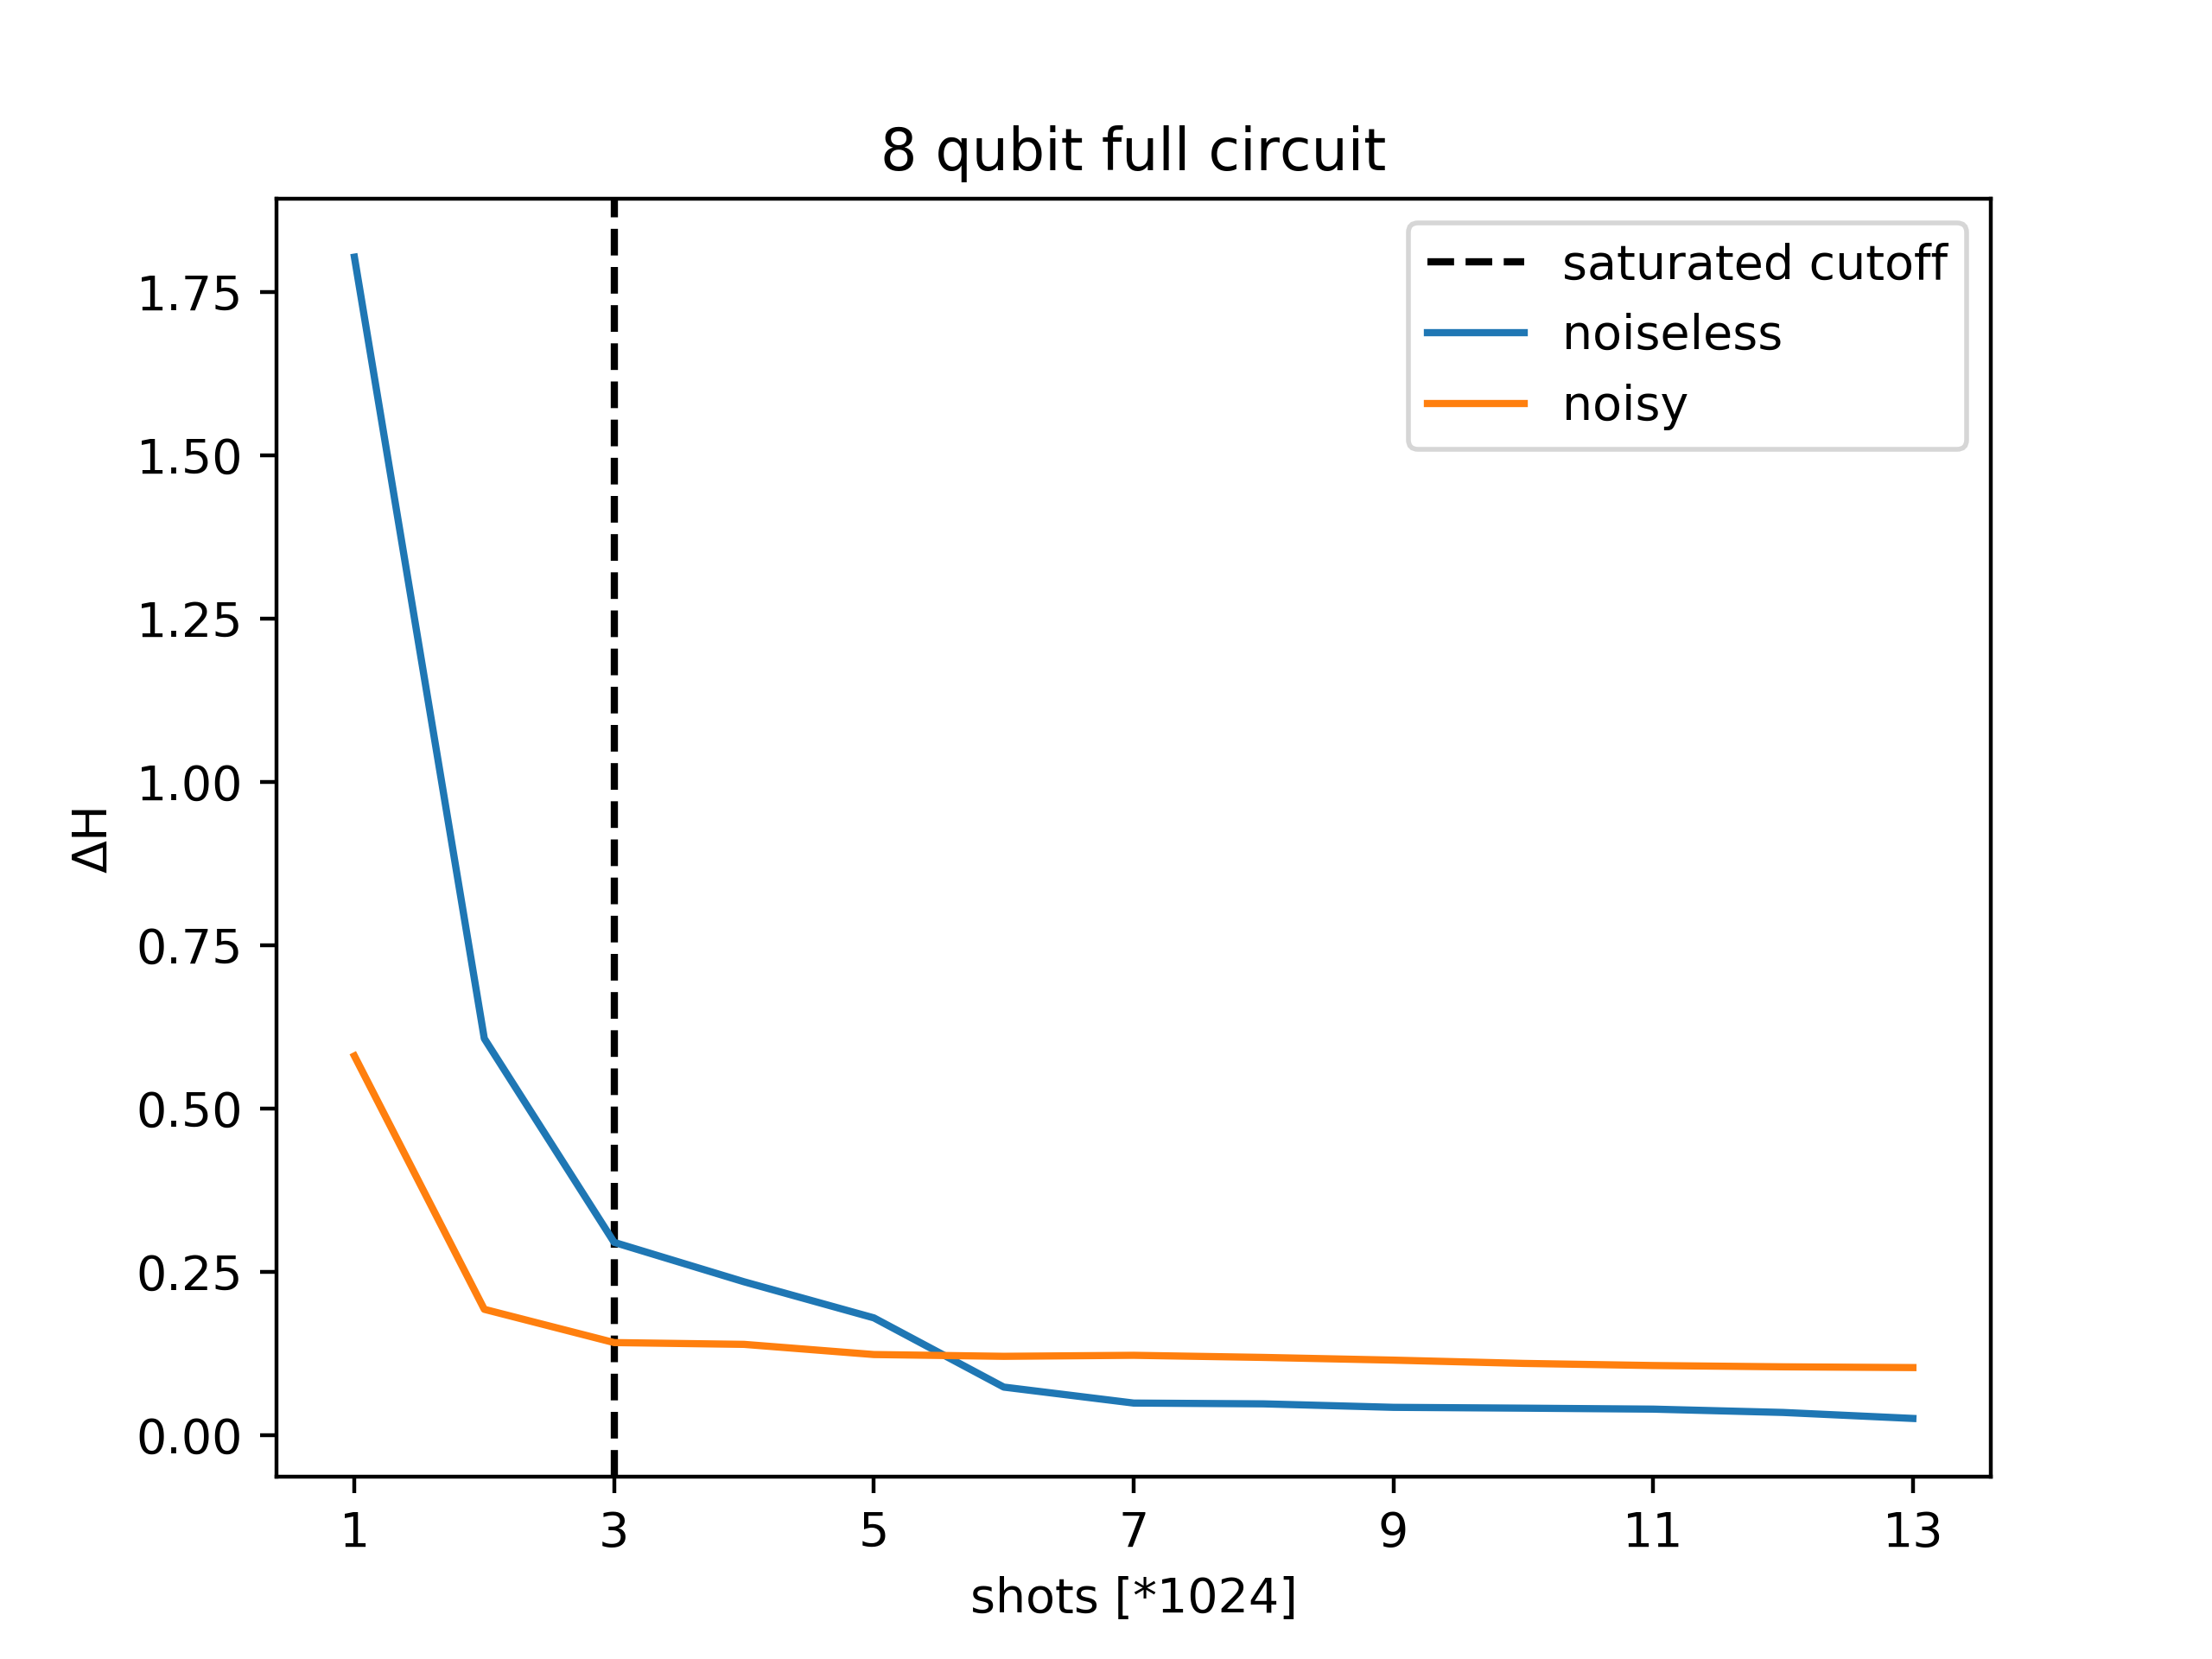 8 qubit full circuit
saturated cutoff
noiseless
noisy
1.75
1.50
1.25
1.00
0.75
0.50
0.25
0.00
ΔH
1 3 5 7 9 11 13
shots [*1024]